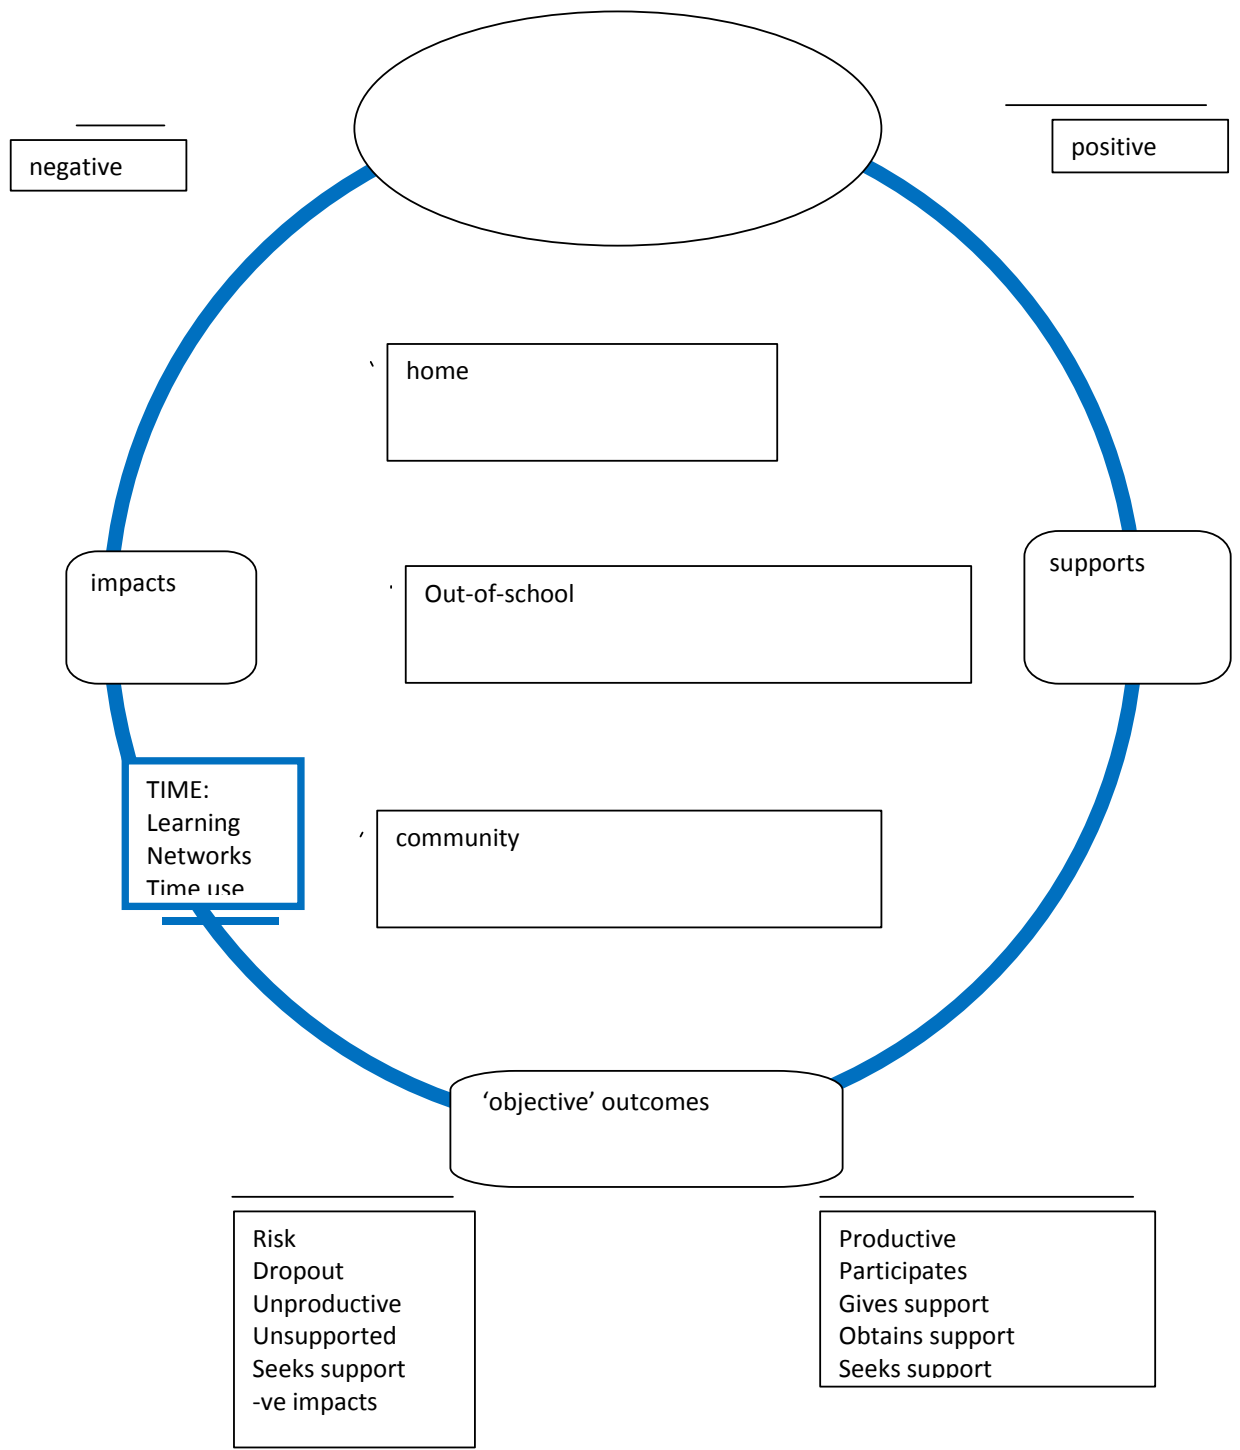 negative
positive
home
Out-of-school
impacts
supports
TIME:
Learning
Networks
Time use
community
‘objective’ outcomes
Risk
Dropout
Unproductive
Unsupported
Seeks support
-ve impacts
Productive
Participates
Gives support
Obtains support
Seeks support